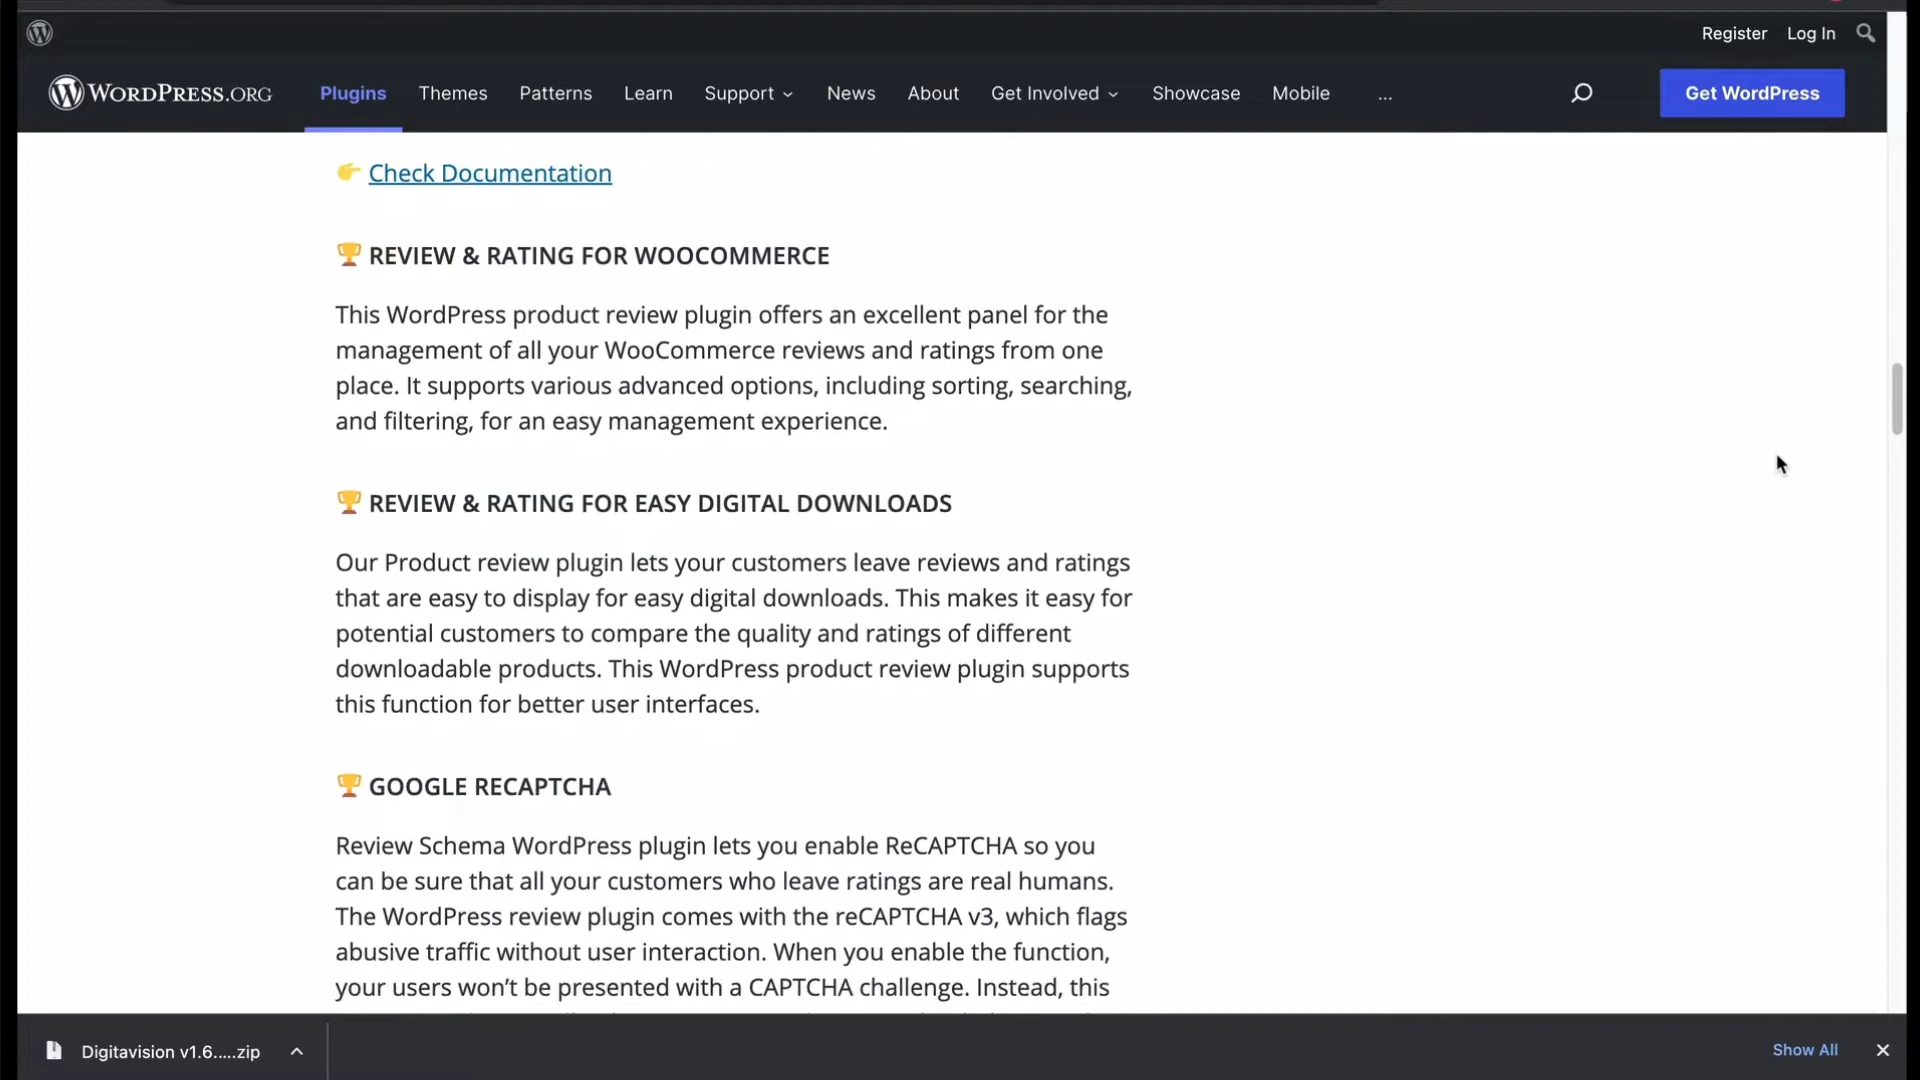 Register Log In
WORDPRESS.ORG Plugins Themes Patterns Learn Support News About Get Involved Showcase Mobile ... Get WordPress
👉 Check Documentation
🏆 REVIEW & RATING FOR WOOCOMMERCE
This WordPress product review plugin offers an excellent panel for the
management of all your WooCommerce reviews and ratings from one
place. It supports various advanced options, including sorting, searching,
and filtering, for an easy management experience.
🏆 REVIEW & RATING FOR EASY DIGITAL DOWNLOADS
Our Product review plugin lets your customers leave reviews and ratings
that are easy to display for easy digital downloads. This makes it easy for
potential customers to compare the quality and ratings of different
downloadable products. This WordPress product review plugin supports
this function for better user interfaces.
🏆 GOOGLE RECAPTCHA
Review Schema WordPress plugin lets you enable ReCAPTCHA so you
can be sure that all your customers who leave ratings are real humans.
The WordPress review plugin comes with the reCAPTCHA v3, which flags
abusive traffic without user interaction. When you enable the function,
your users won’t be presented with a CAPTCHA challenge. Instead, this
Digitavision v1.6.....zip Show All